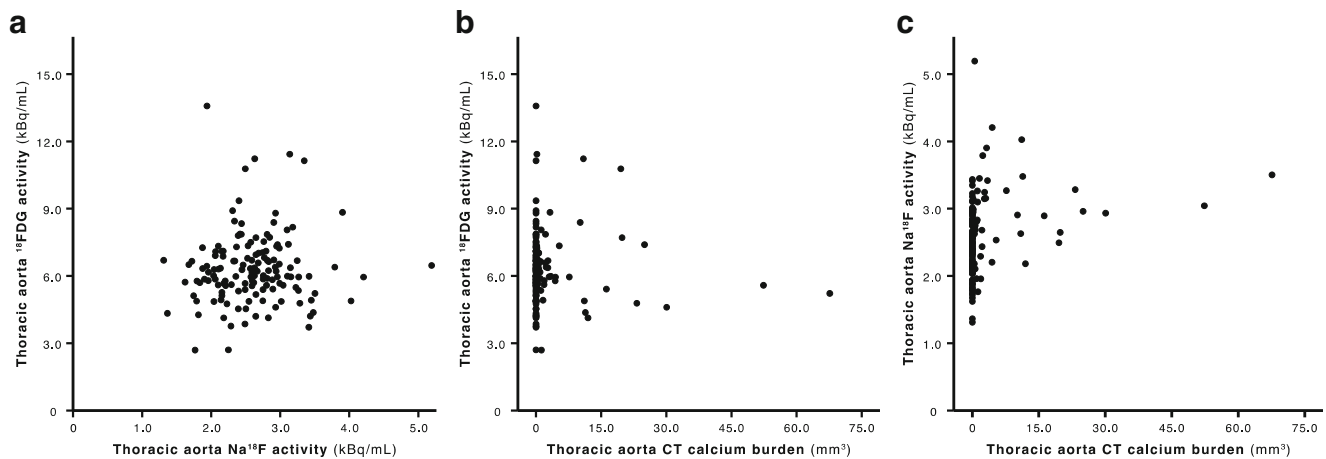 a
Thoracic aorta ¹⁸FDG activity (kBq/mL)
15.0
12.0
9.0
6.0
3.0
0
0 1.0 2.0 3.0 4.0 5.0
Thoracic aorta Na¹⁸F activity (kBq/mL)
b
Thoracic aorta ¹⁸FDG activity (kBq/mL)
15.0
12.0
9.0
6.0
3.0
0
0 15.0 30.0 45.0 60.0 75.0
Thoracic aorta CT calcium burden (mm³)
c
Thoracic aorta Na¹⁸F activity (kBq/mL)
5.0
4.0
3.0
2.0
1.0
0
0 15.0 30.0 45.0 60.0 75.0
Thoracic aorta CT calcium burden (mm³)